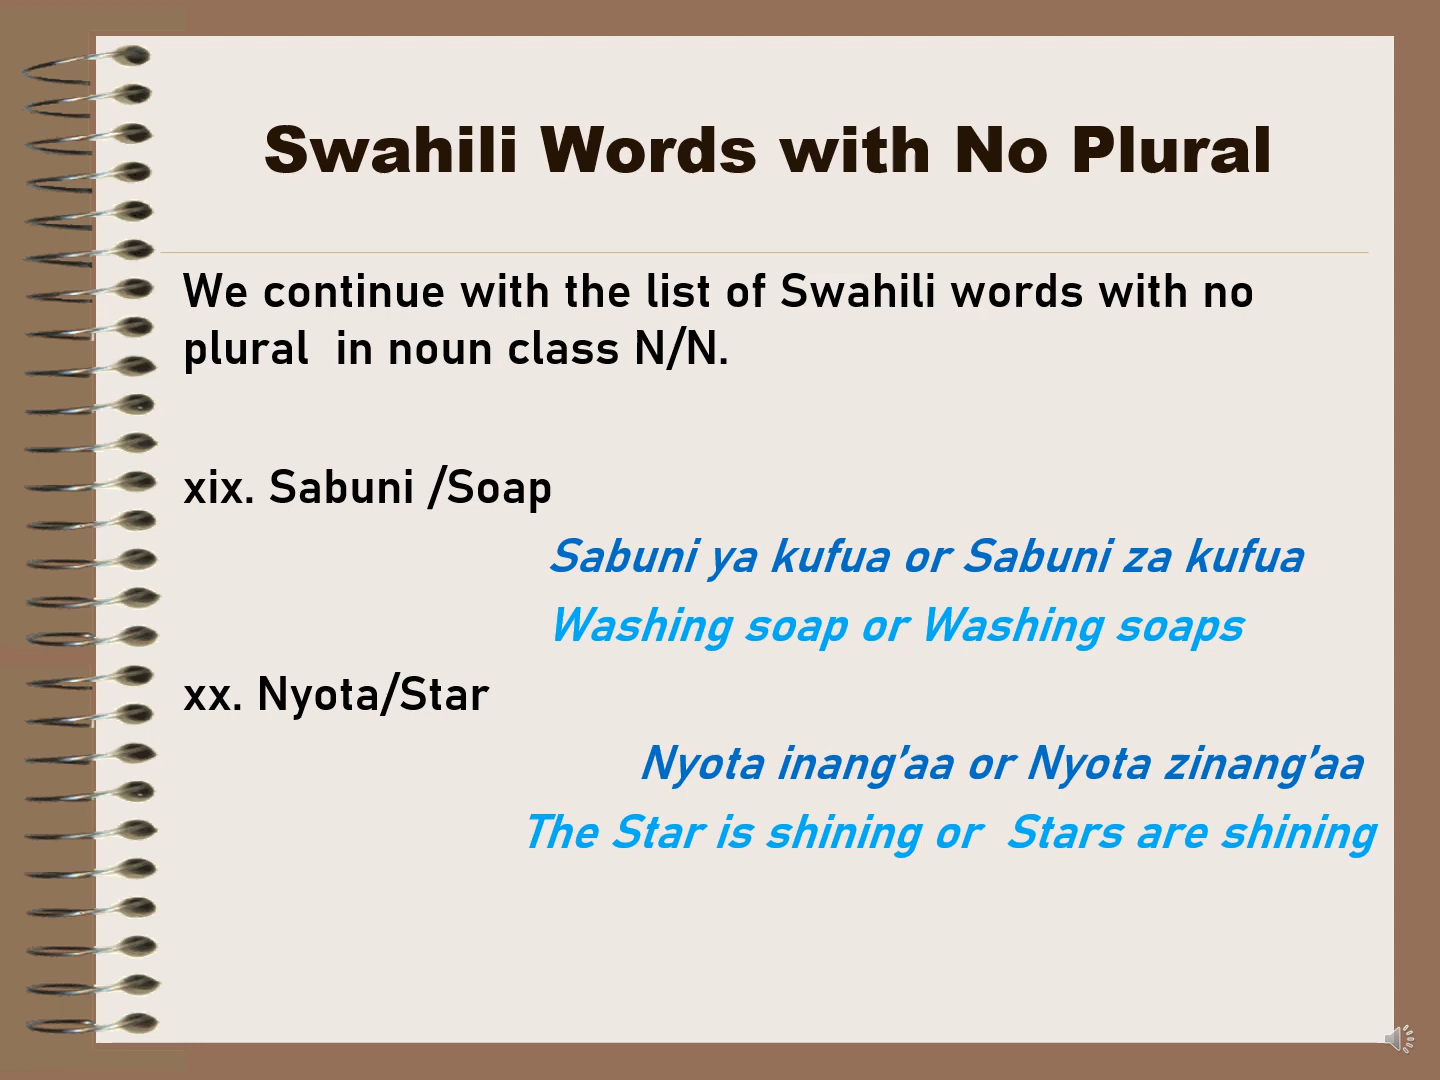 Swahili Words with No Plural
We continue with the list of Swahili words with no
plural  in noun class N/N.
xix. Sabuni /Soap
Sabuni ya kufua or Sabuni za kufua
Washing soap or Washing soaps
xx. Nyota/Star
Nyota inang’aa or Nyota zinang’aa
The Star is shining or  Stars are shining